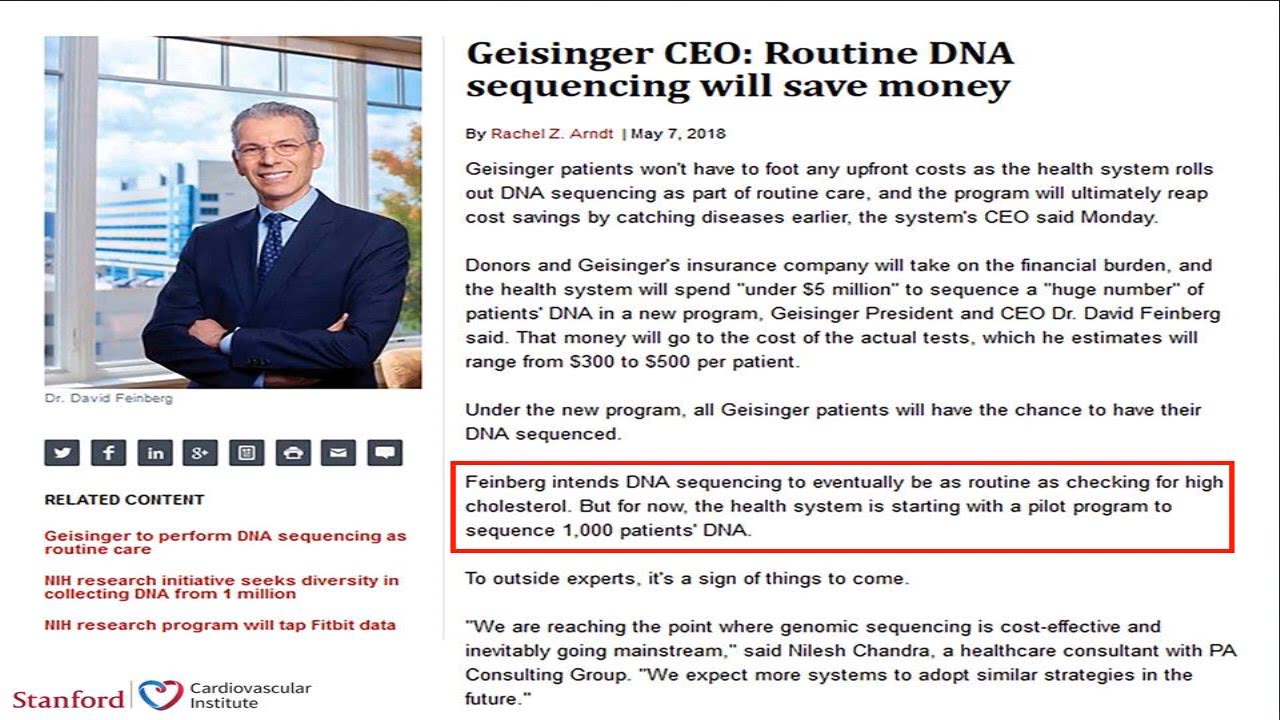 Geisinger CEO: Routine DNA
sequencing will save money
By Rachel Z. Arndt | May 7, 2018
Geisinger patients won't have to foot any upfront costs as the health system rolls
out DNA sequencing as part of routine care, and the program will ultimately reap
cost savings by catching diseases earlier, the system's CEO said Monday.
Donors and Geisinger's insurance company will take on the financial burden, and
the health system will spend "under $5 million" to sequence a "huge number" of
patients' DNA in a new program, Geisinger President and CEO Dr. David Feinberg
said. That money will go to the cost of the actual tests, which he estimates will
range from $300 to $500 per patient.
Under the new program, all Geisinger patients will have the chance to have their
DNA sequenced.
Feinberg intends DNA sequencing to eventually be as routine as checking for high
cholesterol. But for now, the health system is starting with a pilot program to
sequence 1,000 patients' DNA.
To outside experts, it's a sign of things to come.
"We are reaching the point where genomic sequencing is cost-effective and
inevitably going mainstream," said Nilesh Chandra, a healthcare consultant with PA
Consulting Group. "We expect more systems to adopt similar strategies in the
future."
Dr. David Feinberg
RELATED CONTENT
Geisinger to perform DNA sequencing as
routine care
NIH research initiative seeks diversity in
collecting DNA from 1 million
NIH research program will tap Fitbit data
Stanford
Cardiovascular
Institute